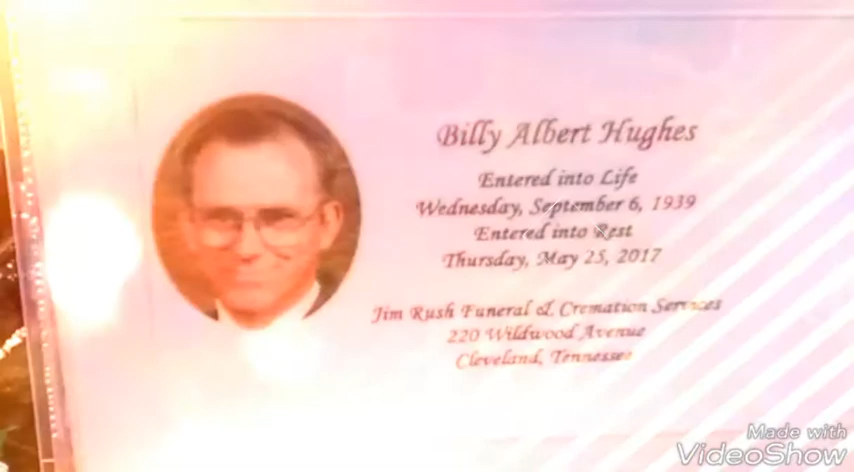 Billy Albert Hughes
Entered into Life
Wednesday, September 6, 1939
Entered into Rest
Thursday, May 25, 2017
Jim Rush Funeral & Cremation Services
220 Wildwood Avenue
Cleveland, Tennessee
Made with
VideoShow